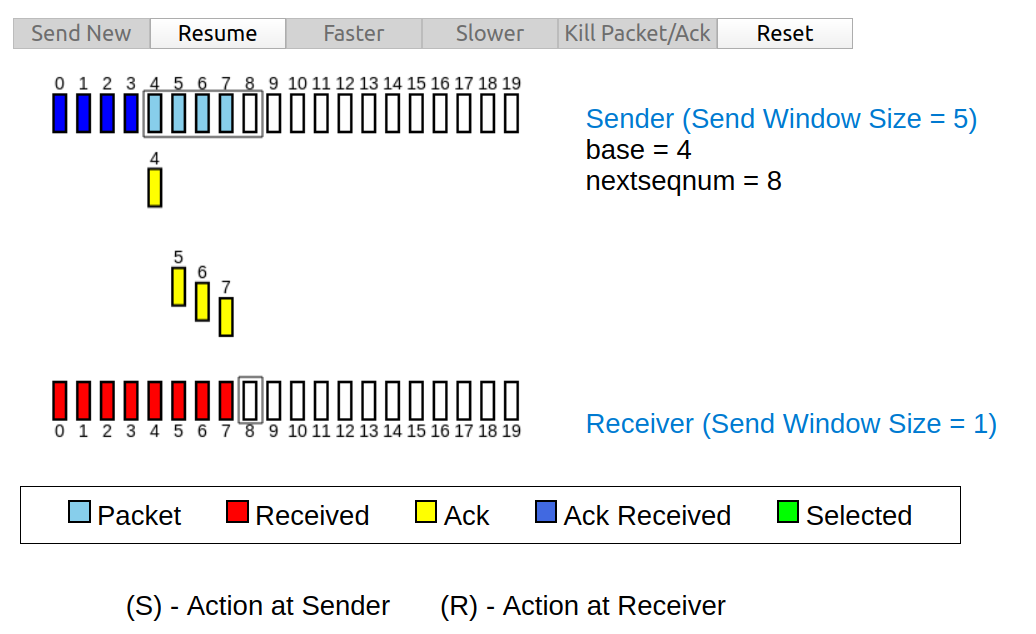 Send New Resume Faster Slower Kill Packet/Ack Reset
0 1 2 3 4 5 6 7 8 9 10 11 12 13 14 15 16 17 18 19
Sender (Send Window Size = 5)
base = 4
nextseqnum = 8
4
5
6
7
0 1 2 3 4 5 6 7 8 9 10 11 12 13 14 15 16 17 18 19
Receiver (Send Window Size = 1)
Packet Received Ack Ack Received Selected
(S) - Action at Sender (R) - Action at Receiver